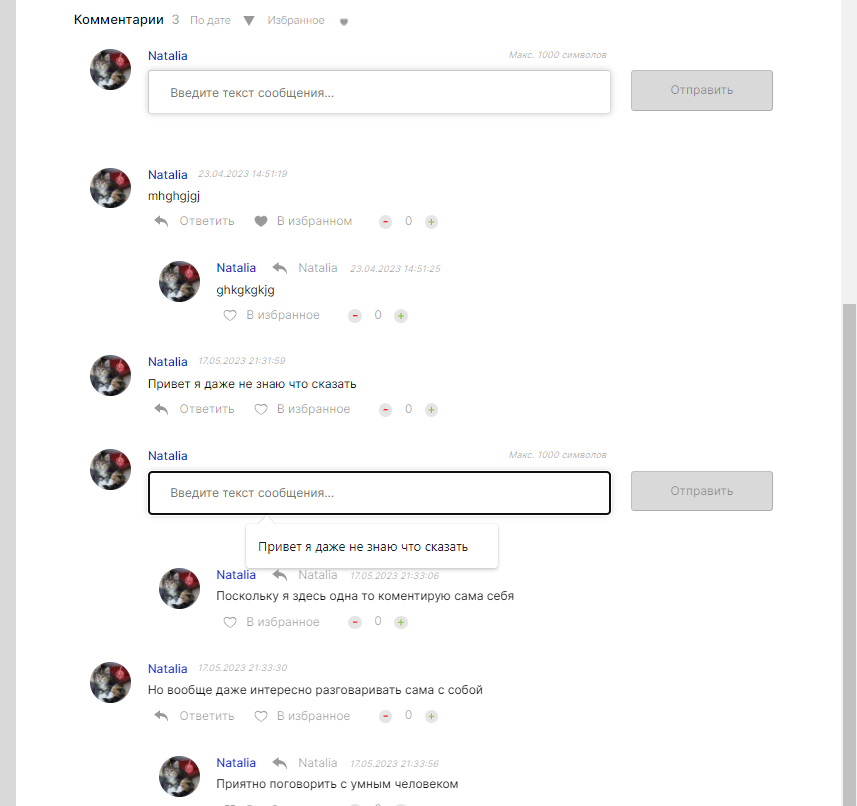 Комментарии 3 По дате Избранное
Natalia Макс. 1000 символов
Введите текст сообщения... Отправить
Natalia 23.04.2023 14:51:19
mhghgjgj
Ответить В избранном - 0 +
Natalia Natalia 23.04.2023 14:51:25
ghkgkgkjg
В избранное - 0 +
Natalia 17.05.2023 21:31:59
Привет я даже не знаю что сказать
Ответить В избранное - 0 +
Natalia Макс. 1000 символов
Введите текст сообщения... Отправить
Привет я даже не знаю что сказать
Natalia Natalia 17.05.2023 21:33:06
Поскольку я здесь одна то коментирую сама себя
В избранное - 0 +
Natalia 17.05.2023 21:33:30
Но вообще даже интересно разговаривать сама с собой
Ответить В избранное - 0 +
Natalia Natalia 17.05.2023 21:33:56
Приятно поговорить с умным человеком